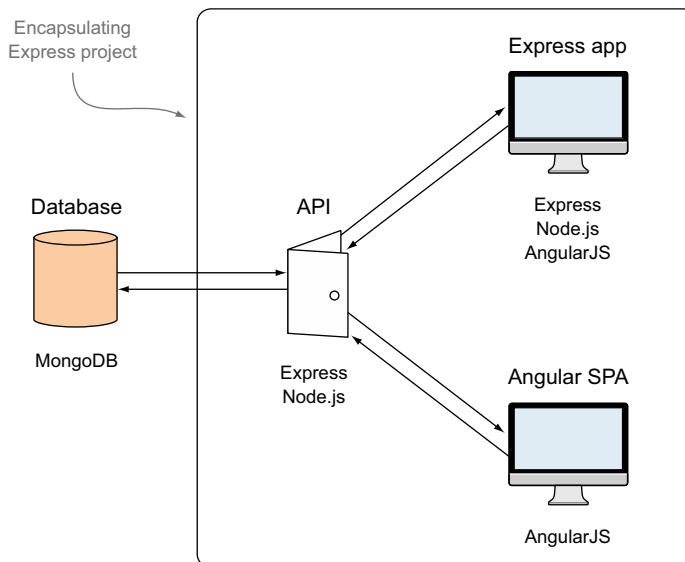 Encapsulating
Express project
Express app
Express
Node.js
AngularJS
Database
MongoDB
API
Express
Node.js
Angular SPA
AngularJS